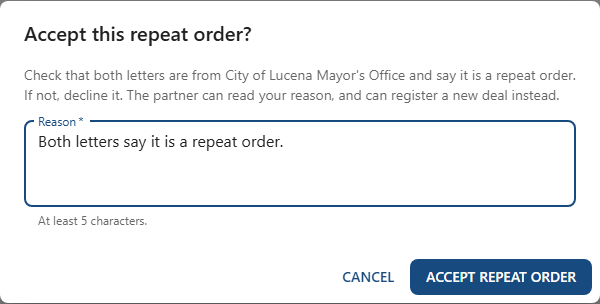 Accept this repeat order?
Check that both letters are from City of Lucena Mayor's Office and say it is a repeat order.
If not, decline it. The partner can read your reason, and can register a new deal instead.
Reason *
Both letters say it is a repeat order.
At least 5 characters.
CANCEL
ACCEPT REPEAT ORDER